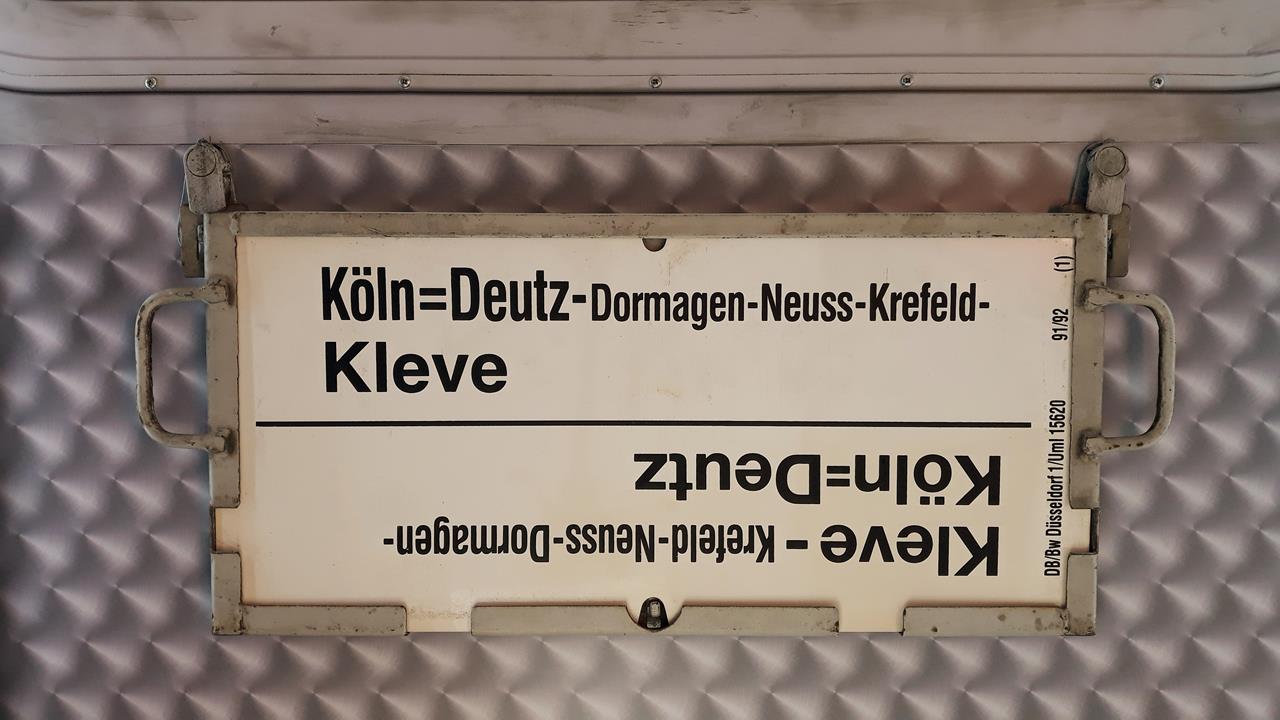 Köln=Deutz-Dormagen-Neuss-Krefeld-
Kleve
Kleve - Krefeld-Neuss-Dormagen-
Köln=Deutz
DB/Bw Düsseldorf 1/Uml 15620 91/92 (1)